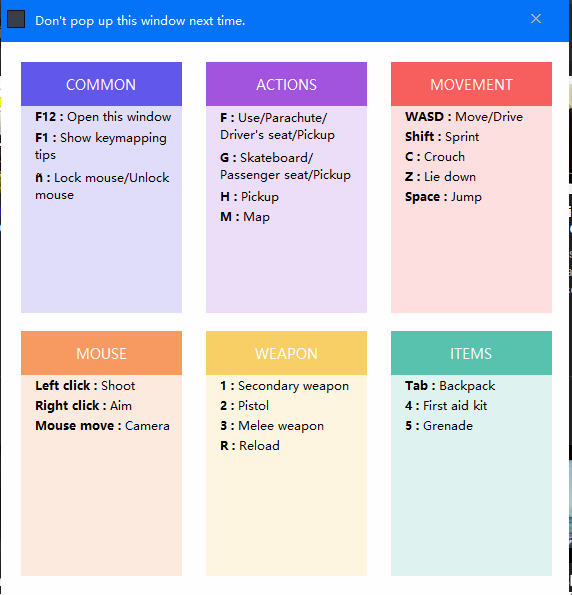 Don't pop up this window next time.
COMMON
F12 : Open this window
F1 : Show keymapping
tips
ñ : Lock mouse/Unlock
mouse
ACTIONS
F : Use/Parachute/
Driver's seat/Pickup
G : Skateboard/
Passenger seat/Pickup
H : Pickup
M : Map
MOVEMENT
WASD : Move/Drive
Shift : Sprint
C : Crouch
Z : Lie down
Space : Jump
MOUSE
Left click : Shoot
Right click : Aim
Mouse move : Camera
WEAPON
1 : Secondary weapon
2 : Pistol
3 : Melee weapon
R : Reload
ITEMS
Tab : Backpack
4 : First aid kit
5 : Grenade